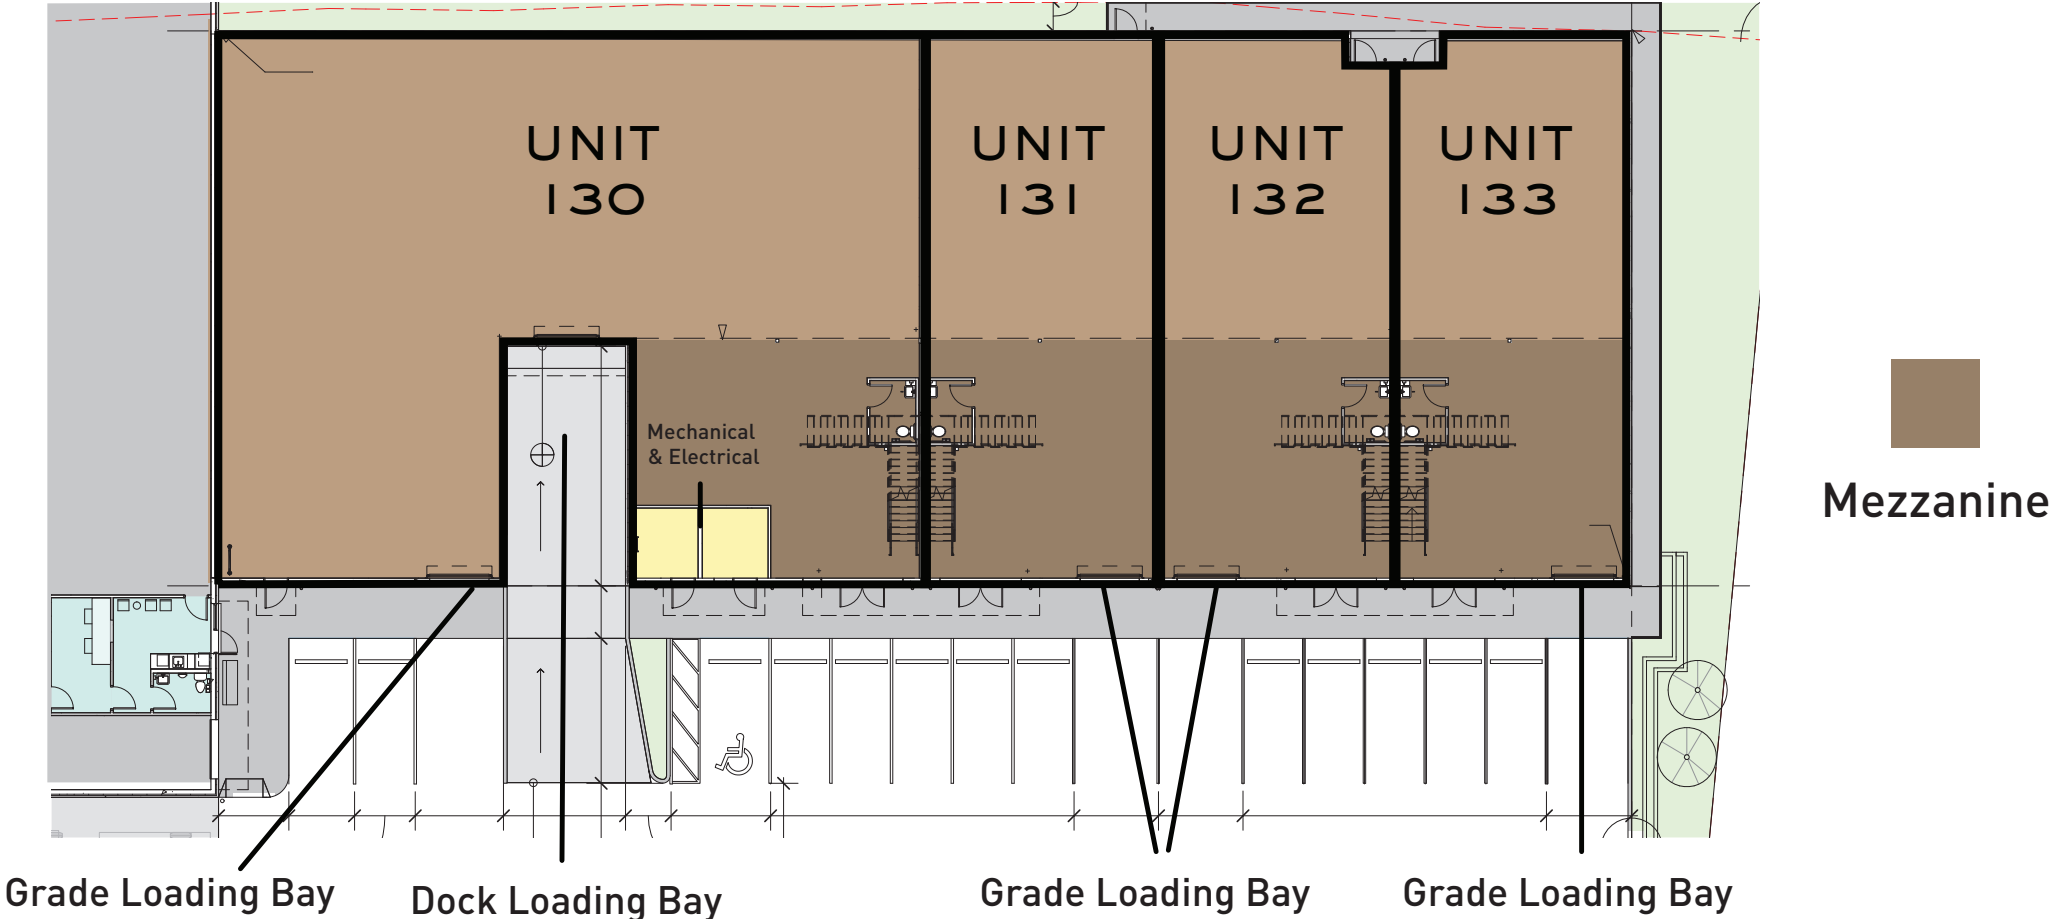 UNIT
130
UNIT
131
UNIT
132
UNIT
133
Mechanical
& Electrical
Mezzanine
Grade Loading Bay
Dock Loading Bay
Grade Loading Bay
Grade Loading Bay